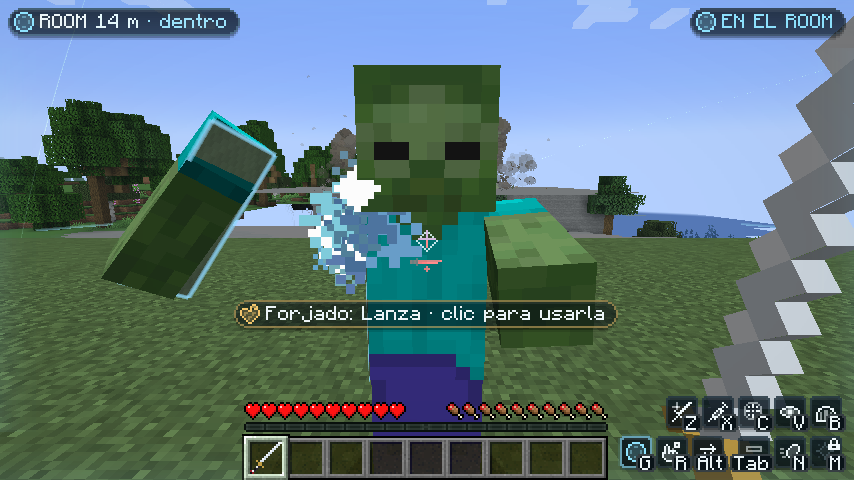 ROOM 14 m · dentro
EN EL ROOM
Forjado: Lanza · clic para usarla
Z X C V B
G R Alt Tab N M